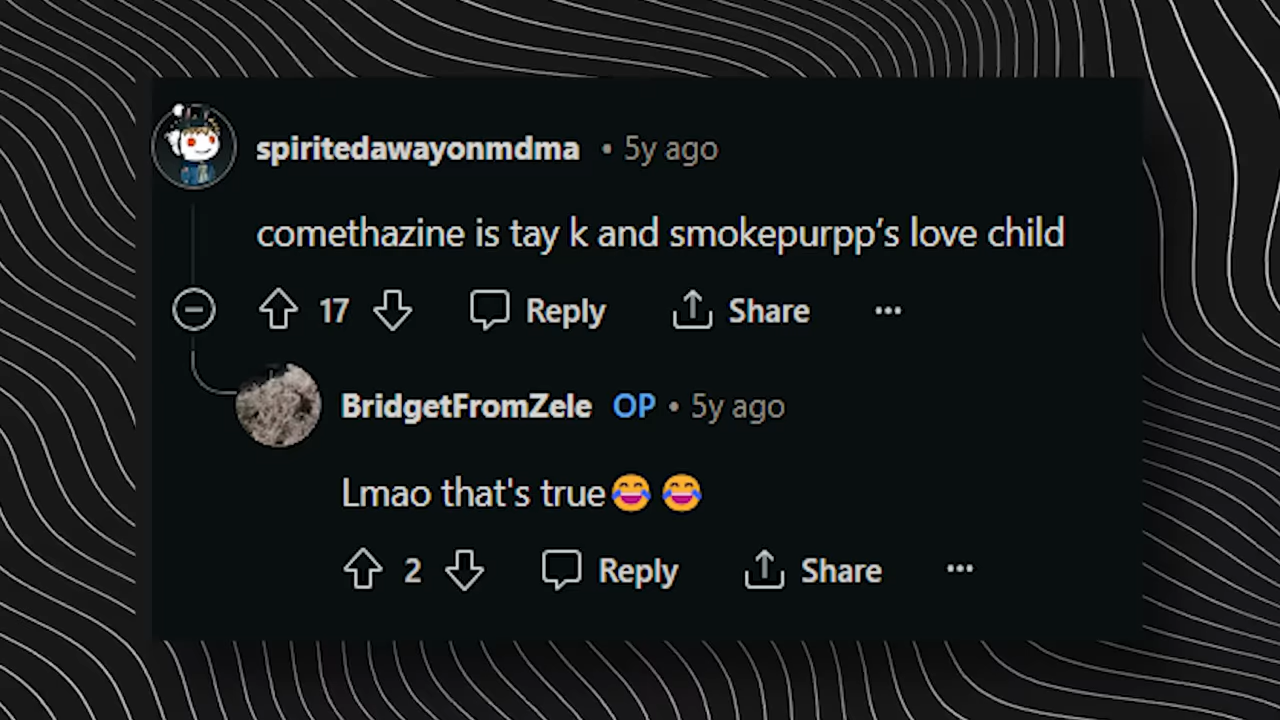 spiritedawayonmdma • 5y ago
comethazine is tay k and smokepurpp’s love child
17 Reply Share ...
BridgetFromZele OP • 5y ago
Lmao that's true😂 😂
2 Reply Share ...